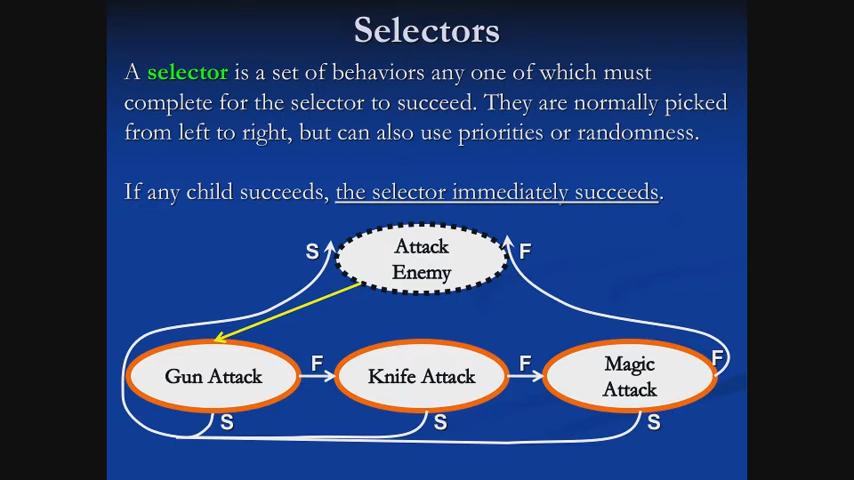 Selectors
A selector is a set of behaviors any one of which must
complete for the selector to succeed. They are normally picked
from left to right, but can also use priorities or randomness.
If any child succeeds, the selector immediately succeeds.
S
Attack
Enemy
F
Gun Attack
F
Knife Attack
F
Magic
Attack
F
S
S
S